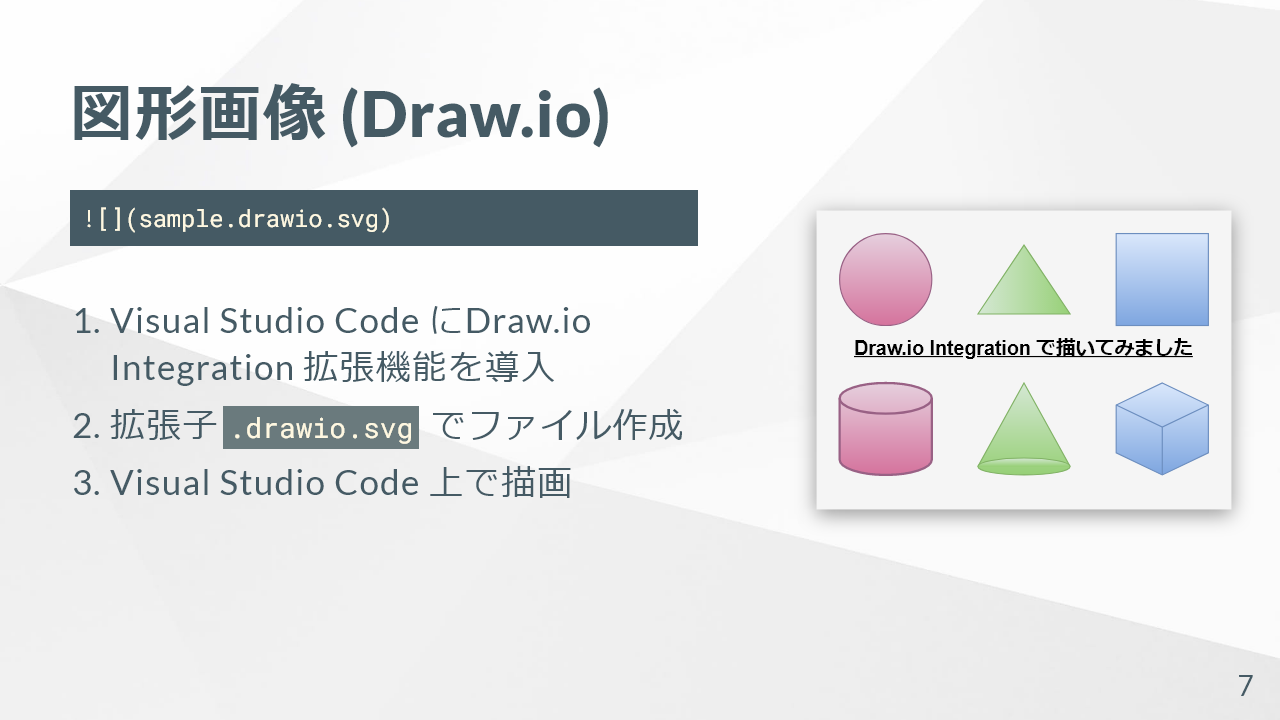 図形画像 (Draw.io)
![](sample.drawio.svg)
1. Visual Studio Code にDraw.io
Integration 拡張機能を導入
2. 拡張子 .drawio.svg でファイル作成
3. Visual Studio Code 上で描画
Draw.io Integration で描いてみました
7